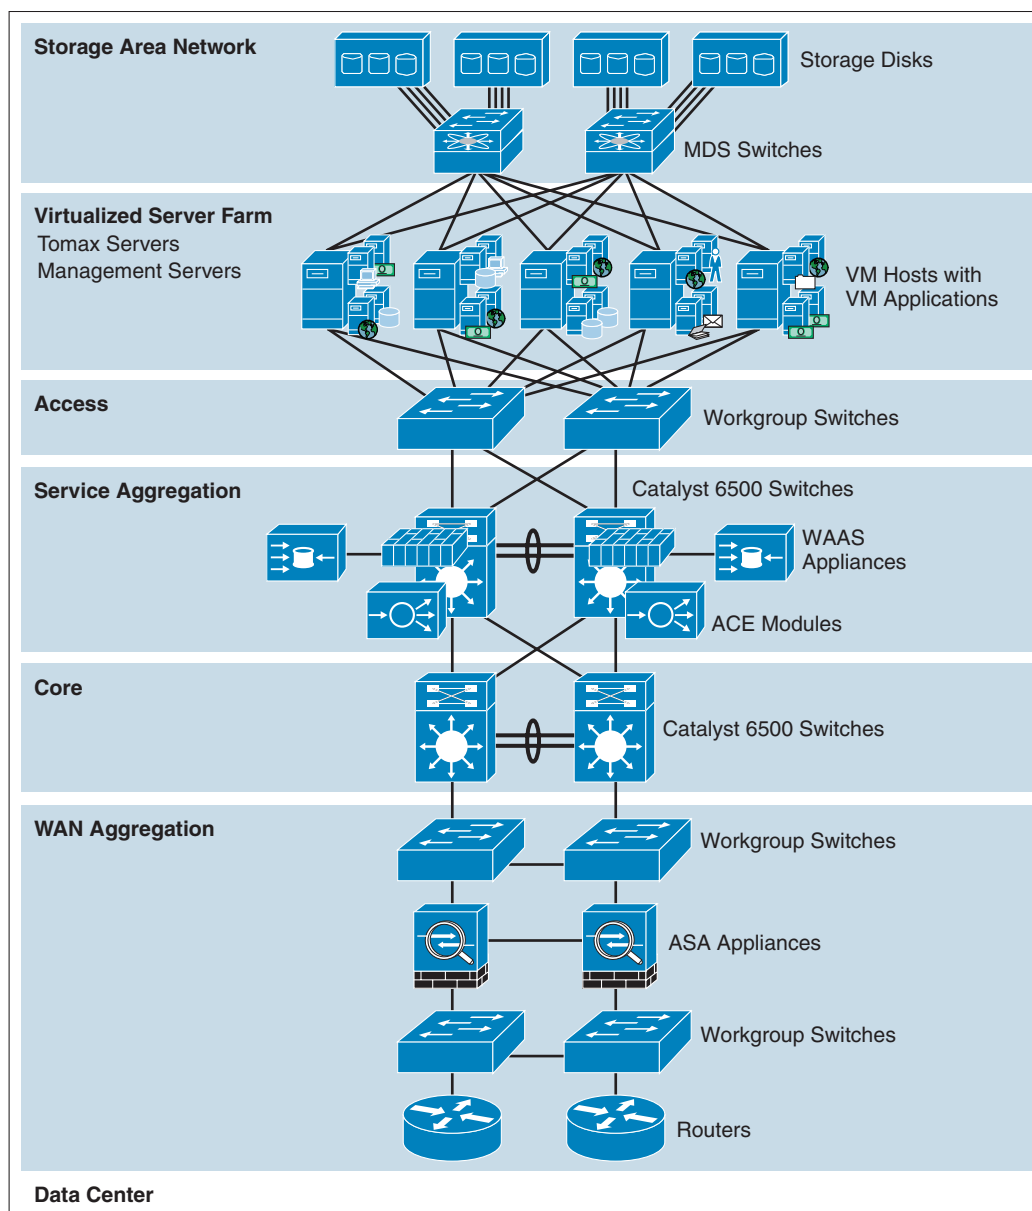 Storage Area Network
Storage Disks
MDS Switches
Virtualized Server Farm
Tomax Servers
Management Servers
VM Hosts with
VM Applications
Access
Workgroup Switches
Service Aggregation
Catalyst 6500 Switches
WAAS
Appliances
ACE Modules
Core
Catalyst 6500 Switches
WAN Aggregation
Workgroup Switches
ASA Appliances
Workgroup Switches
Routers
Data Center